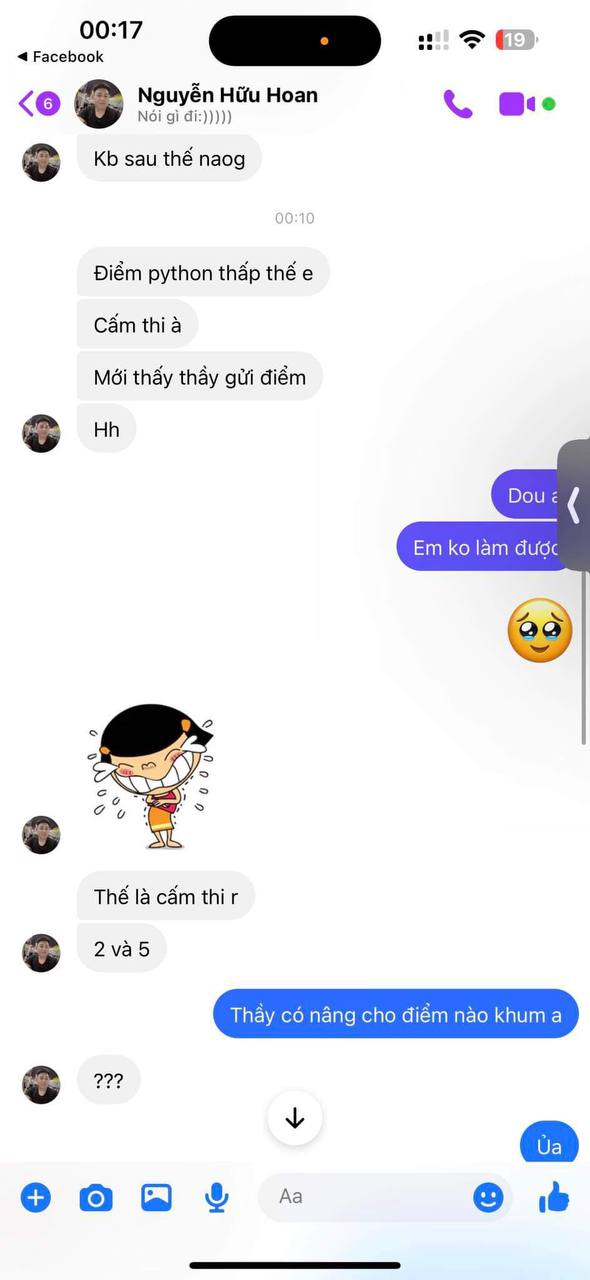 00:17
19
◀ Facebook
6
Nguyễn Hữu Hoan
Nói gì đi:)))))
Kb sau thế naog
00:10
Điểm python thấp thế e
Cấm thi à
Mới thấy thầy gửi điểm
Hh
Dou
Em ko làm
Thế là cấm thi r
2 và 5
Thầy có nâng cho điểm nào khum a
???
Ủa
Aa